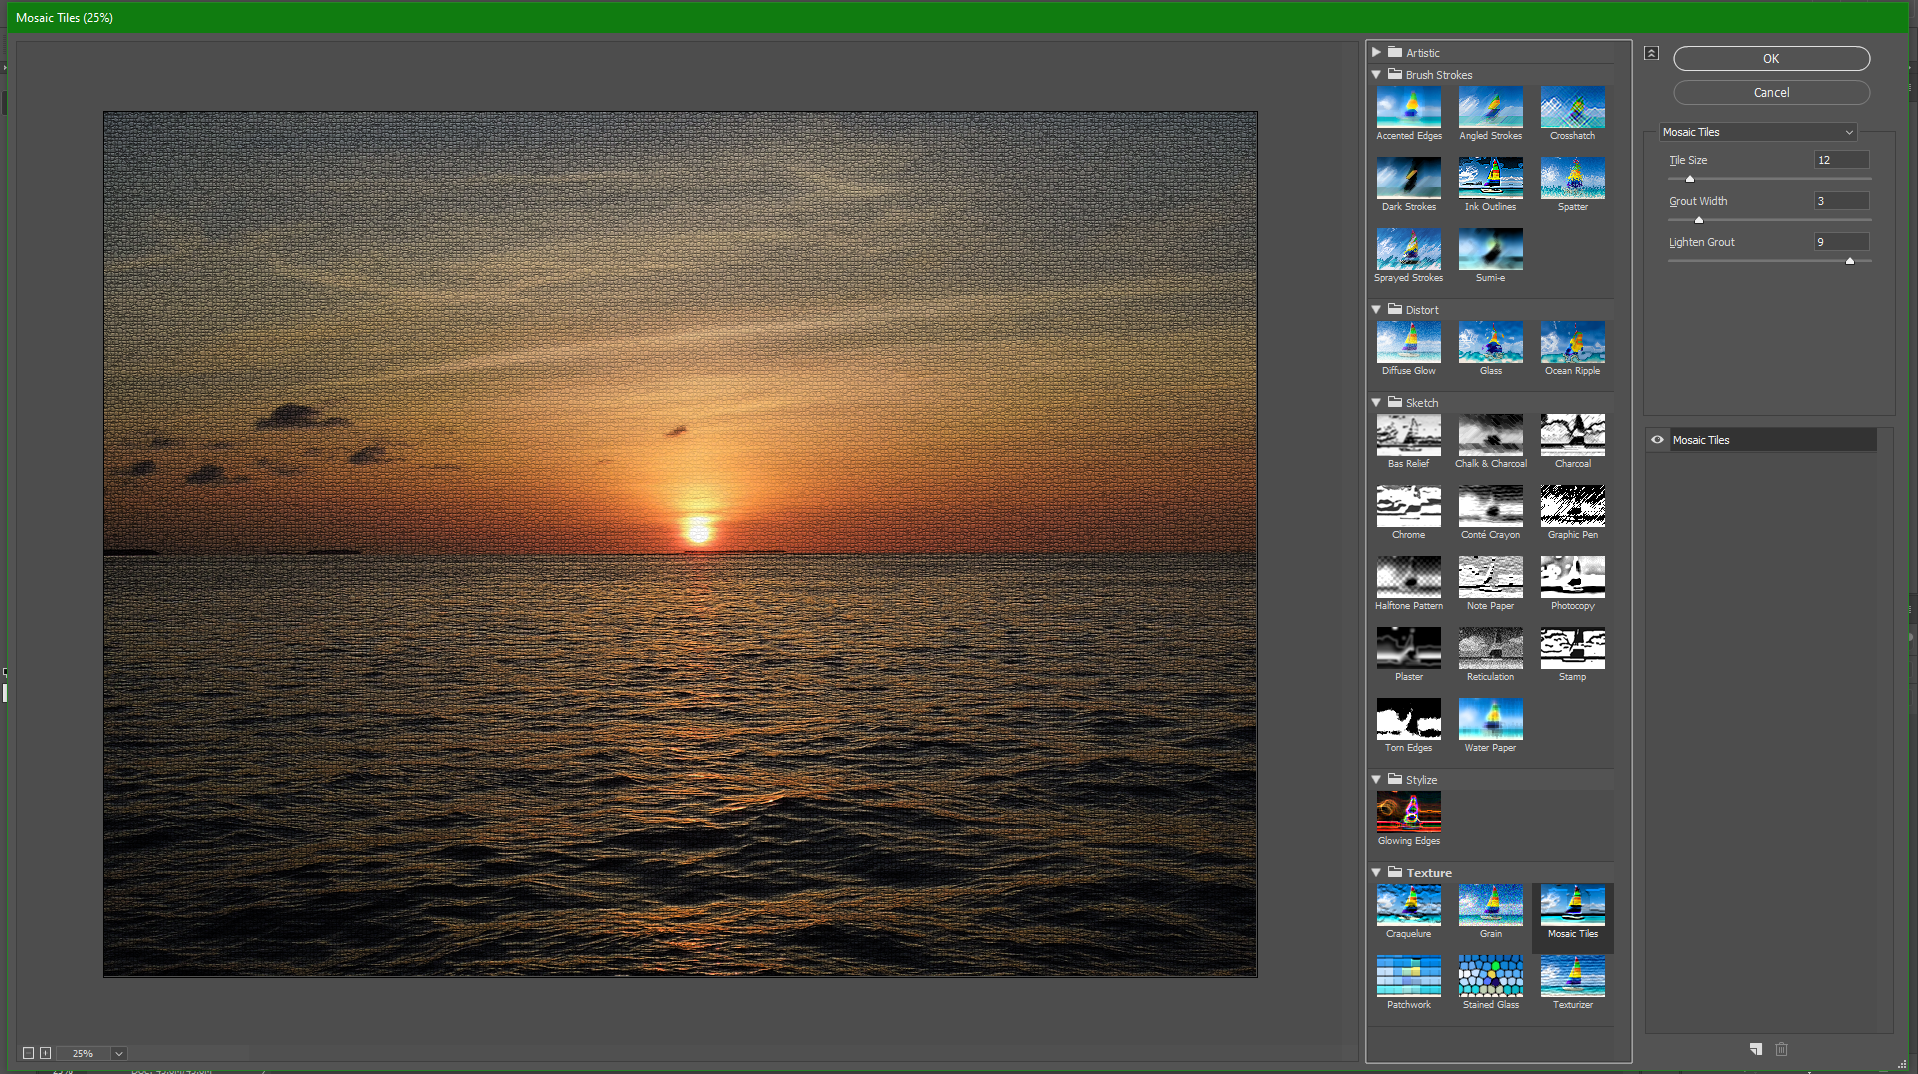 Mosaic Tiles (25%)
Artistic
Brush Strokes
Accented Edges
Angled Strokes
Crosshatch
Dark Strokes
Ink Outlines
Spatter
Sprayed Strokes
Sumi-e
Distort
Diffuse Glow
Glass
Ocean Ripple
Sketch
Bas Relief
Chalk & Charcoal
Charcoal
Chrome
Conté Crayon
Graphic Pen
Halftone Pattern
Note Paper
Photocopy
Plaster
Reticulation
Stamp
Torn Edges
Water Paper
Stylize
Glowing Edges
Texture
Craquelure
Grain
Mosaic Tiles
Patchwork
Stained Glass
Texturizer
OK
Cancel
Mosaic Tiles
Tile Size 12
Grout Width 3
Lighten Grout 9
Mosaic Tiles
25%